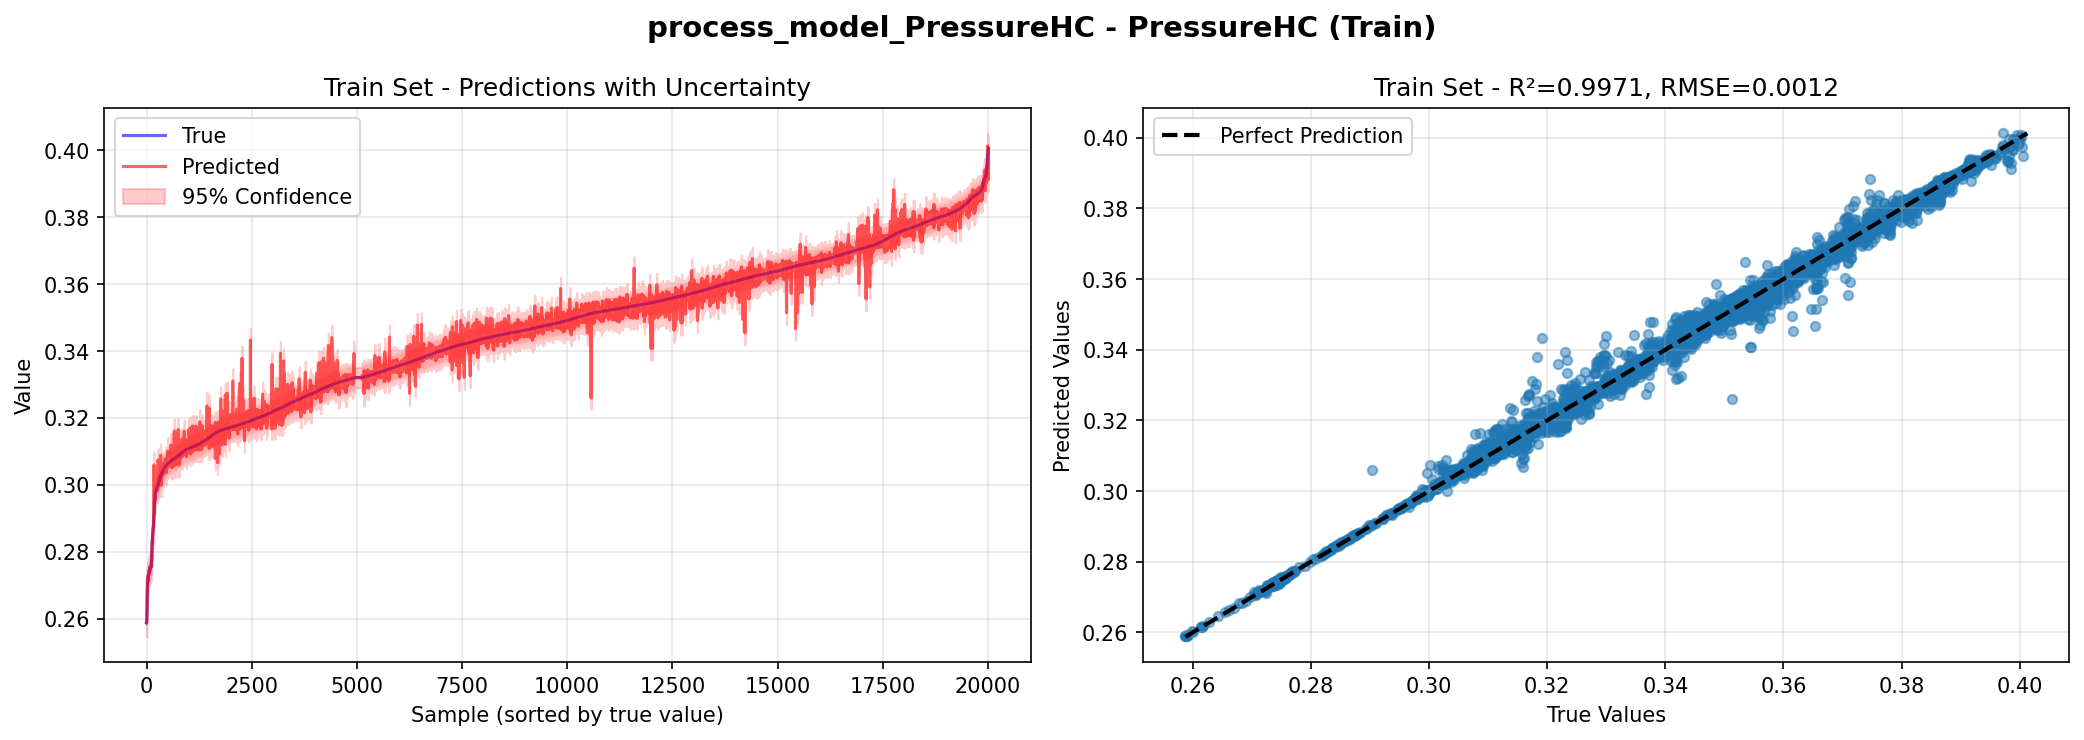 process_model_PressureHC - PressureHC (Train)
Train Set - Predictions with Uncertainty
True
Predicted
95% Confidence
Value
0.40
0.38
0.36
0.34
0.32
0.30
0.28
0.26
0 2500 5000 7500 10000 12500 15000 17500 20000
Sample (sorted by true value)
Train Set - R²=0.9971, RMSE=0.0012
Perfect Prediction
Predicted Values
0.40
0.38
0.36
0.34
0.32
0.30
0.28
0.26
0.26 0.28 0.30 0.32 0.34 0.36 0.38 0.40
True Values